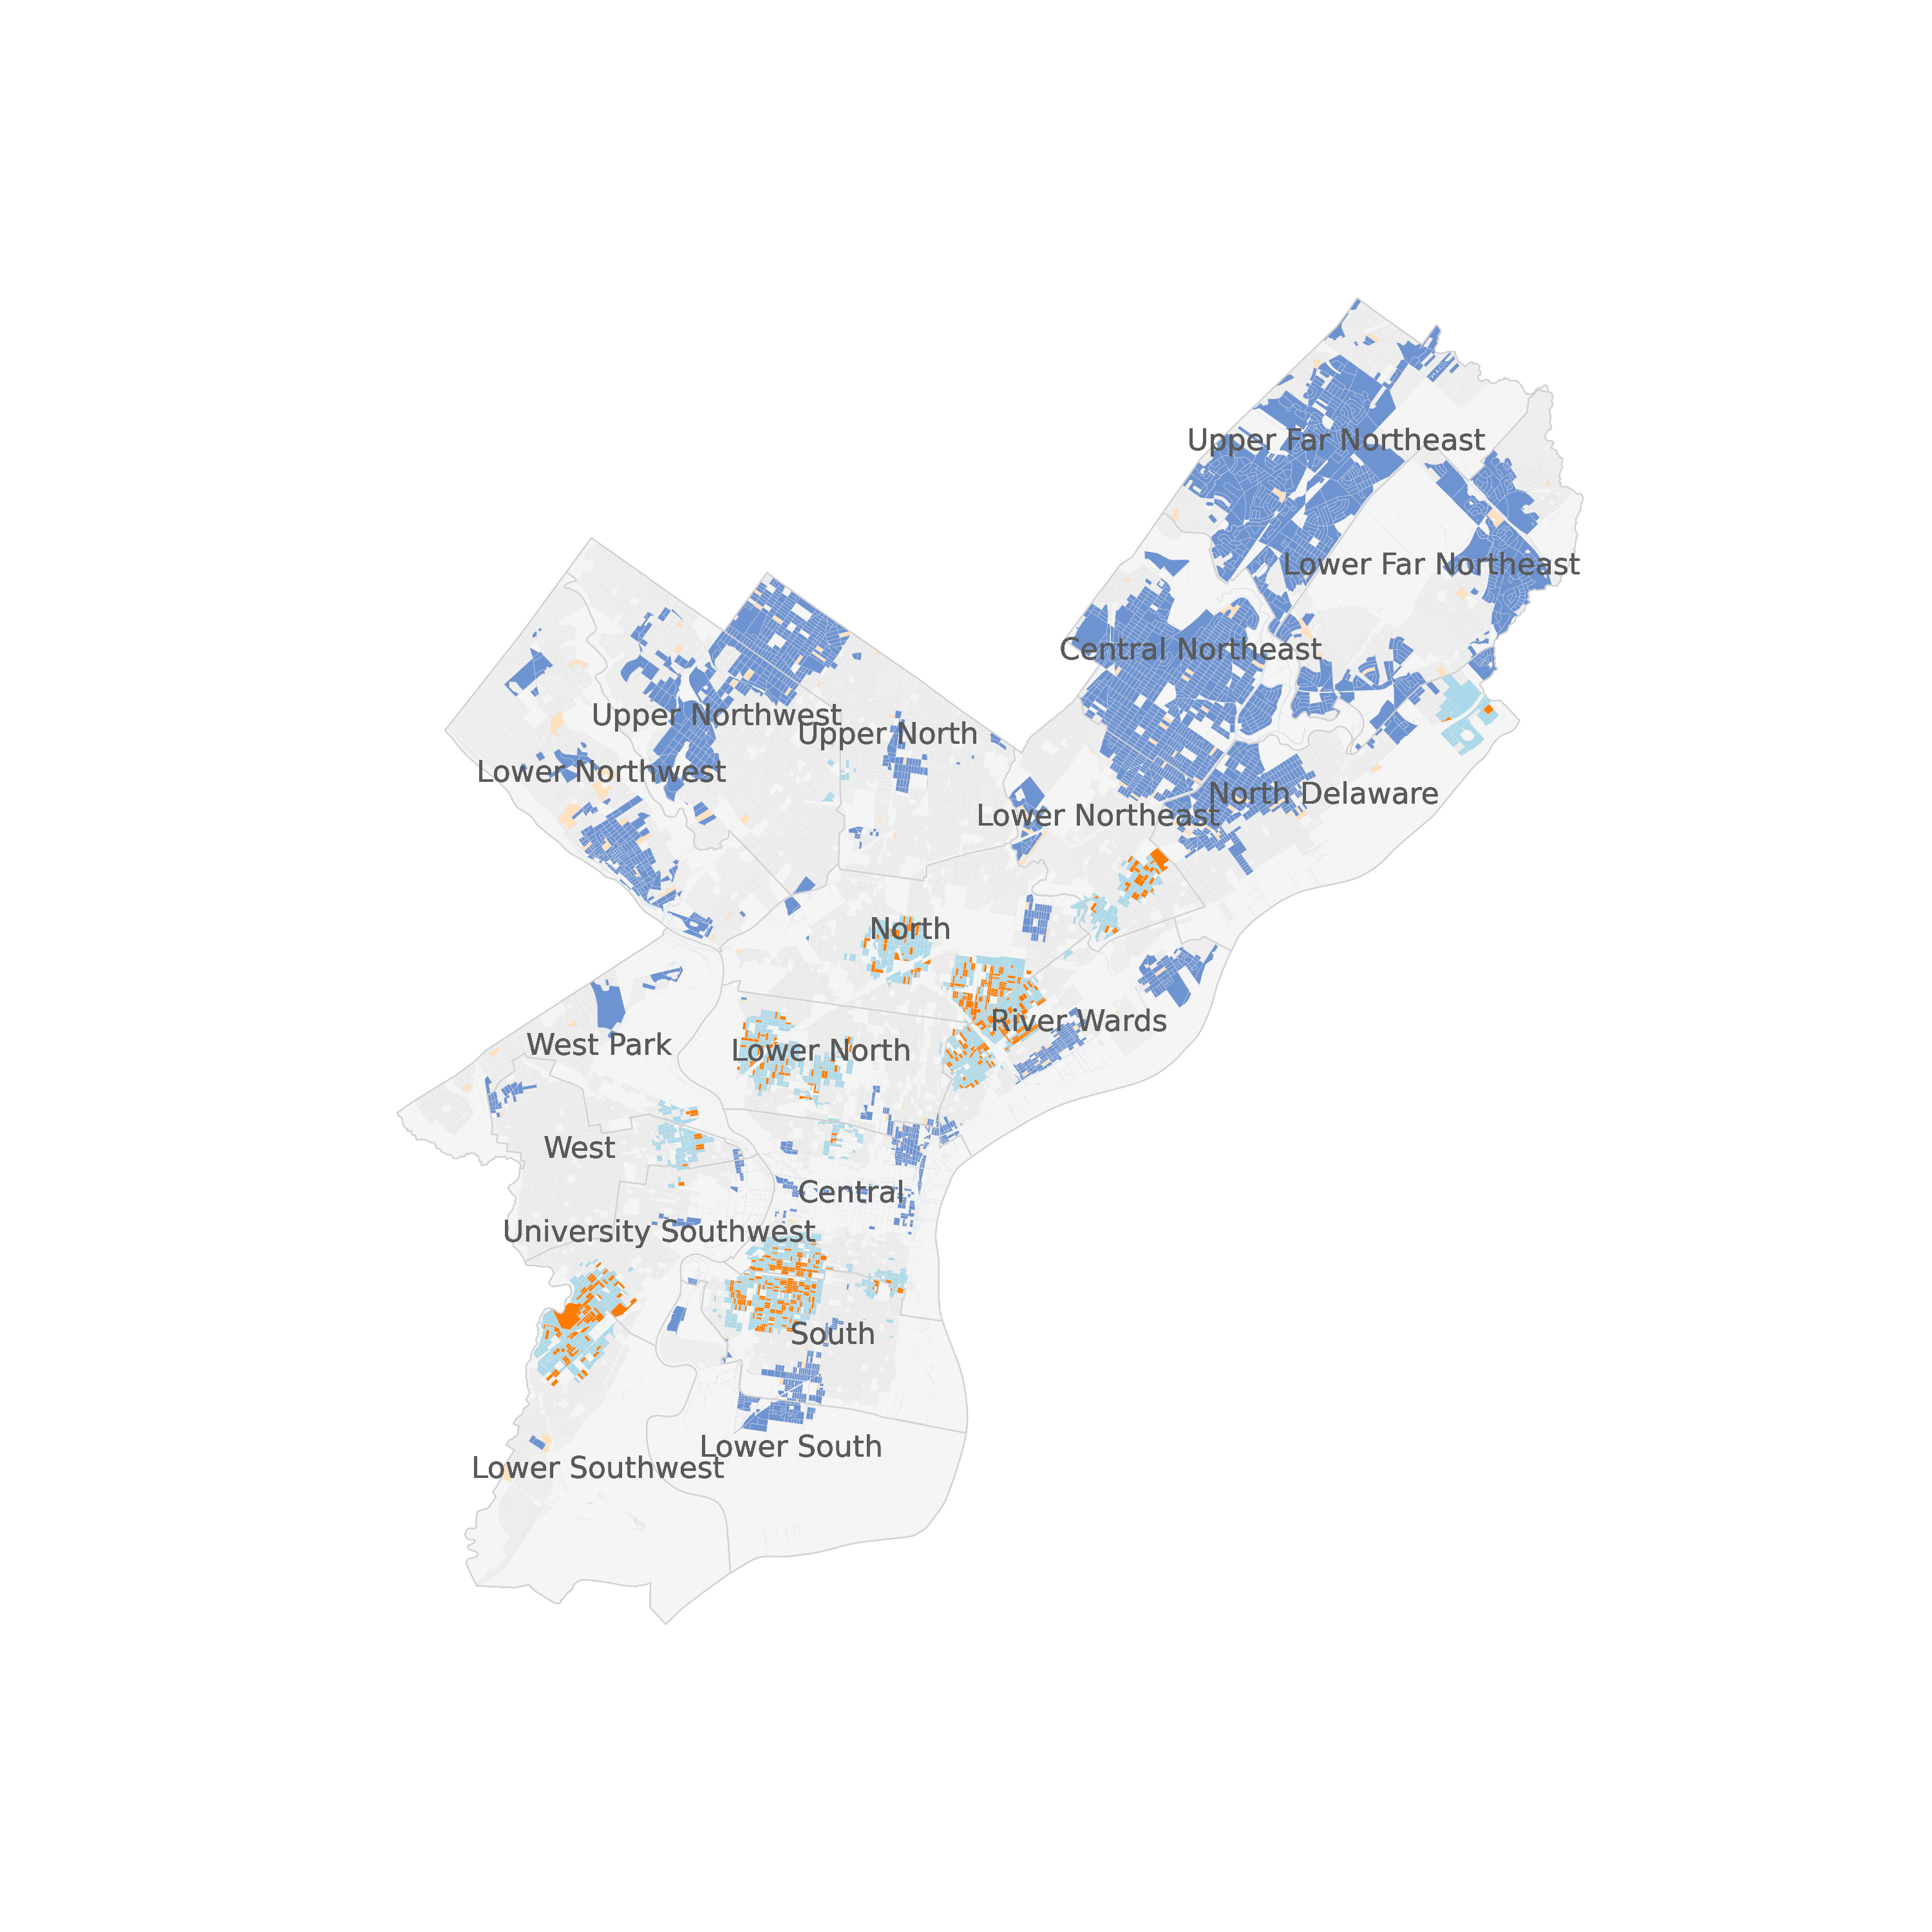 Upper Far Northeast
Lower Far Northeast
Central Northeast
Upper Northwest
Upper North
Lower Northwest
North Delaware
Lower Northeast
North
River Wards
West Park
Lower North
West
Central
University Southwest
South
Lower South
Lower Southwest